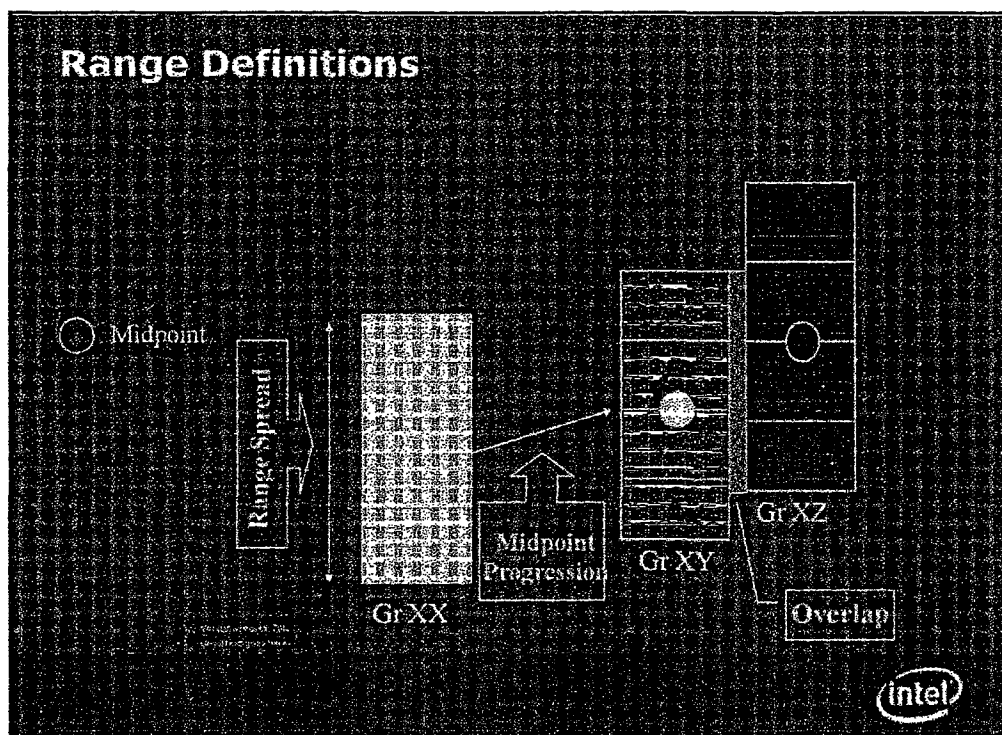 Range Definitions
Midpoint
Range Spread
Midpoint
Progression
Gr XX
Gr XY
Gr XZ
Overlap
intel